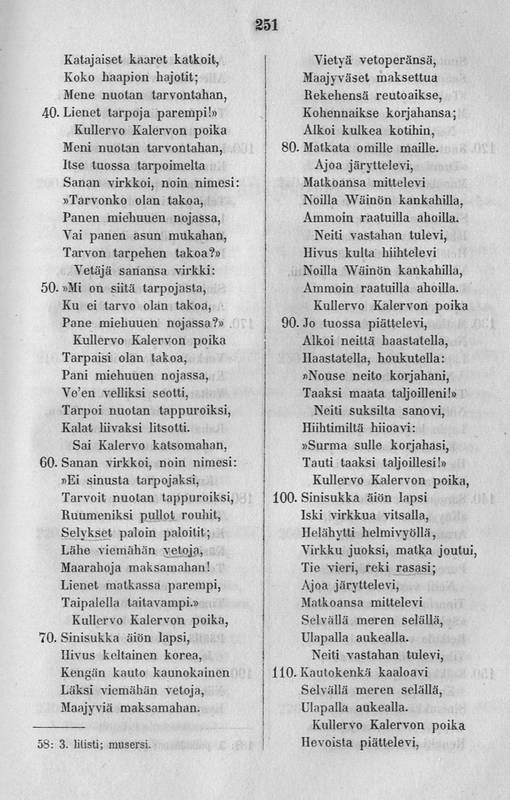 251
Katajaiset kaaret katkoit,
Koko haapion hajotit;
Mene nuotan tarvontahan,
40. Lienet tarpoja parempi!»
Kullervo Kalervon poika
Meni nuotan tarvontahan,
Itse tuossa tarpoimelta
Sanan virkkoi, noin nimesi:
»Tarvonko olan takoa,
Panen miehuuen nojassa,
Vai panen asun mukahan,
Tarvon tarpehen takoa?»
Vetäjä sanansa virkki:
50. »Mi on siitä tarpojasta,
Ku ei tarvo olan takoa,
Pane miehuuen nojassa?»
Kullervo Kalervon poika
Tarpaisi olan takoa,
Pani miehuuen nojassa,
Ve'en velliksi seotti,
Tarpoi nuotan tappuroiksi,
Kalat liivaksi litsotti.
Sai Kalervo katsomahan,
60. Sanan virkkoi, noin nimesi:
»Ei sinusta tarpojaksi,
Tarvoit nuotan tappuroiksi,
Ruumeniksi pullot rouhit,
Selykset paloin paloitit;
Lähe viemähän vetoja,
Maarahoja maksamahan!
Lienet matkassa parempi,
Taipalella taitavampi.»
Kullervo Kalervon poika,
70. Sinisukka äiön lapsi,
Hivus keltainen korea,
Kengän kauto kaunokainen
Läksi viemähän vetoja,
Maajyviä maksamahan.
58: 3. litisti; musersi.
Vietyä vetoperänsä,
Maajyväset maksettua
Rekehensä reutoaikse,
Kohennaikse korjahansa;
Alkoi kulkea kotihin,
80. Matkata omille maille.
Ajoa järyttelevi,
Matkoansa mittelevi
Noilla Wäinön kankahilla,
Ammoin raatuilla ahoilla.
Neiti vastahan tulevi,
Hivus kulta hiihtelevi
Noilla Wäinön kankahilla,
Ammoin raatuilla ahoilla.
Kullervo Kalervon poika
90. Jo tuossa piättelevi,
Alkoi neittä haastatella,
Haastatella, houkutella:
»Nouse neito korjahani,
Taaksi maata taljoilleni!»
Neiti suksilta sanovi,
Hiihtimiltä hiioavi:
»Surma sulle korjahasi,
Tauti taaksi taljoillesi!»
Kullervo Kalervon poika,
100. Sinisukka äiön lapsi
Iski virkkua vitsalla,
Helähytti helmivyöllä,
Virkku juoksi, matka joutui,
Tie vieri, reki rasasi;
Ajoa järyttelevi,
Matkoansa mittelevi
Selvällä meren selällä,
Ulapalla aukealla.
Neiti vastahan tulevi,
110. Kautokenkä kaaloavi
Selvällä meren selällä,
Ulapalla aukealla.
Kullervo Kalervon poika
Hevoista piättelevi,